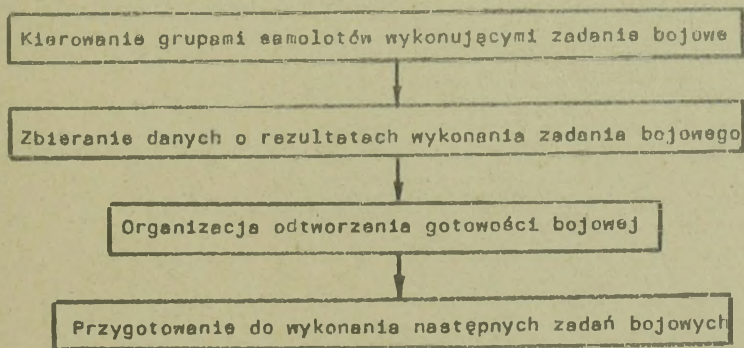 Kierowanie grupami samolotów wykonującymi zadanie bojowe
Zbieranie danych o rezultatach wykonania zadania bojowego
Organizacja odtworzenia gotowości bojowej
Przygotowanie do wykonania następnych zadań bojowych